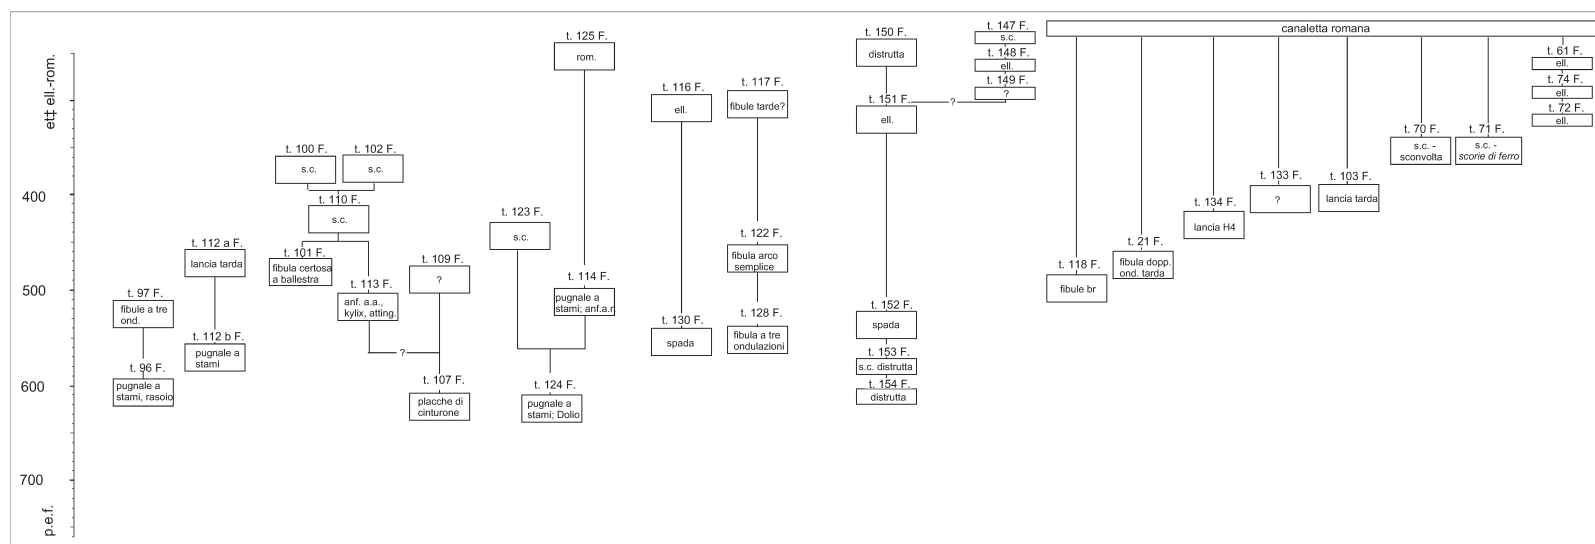 et‡ ell.-rom.
400
500
600
700
p.e.f.
t. 97 F.
fibule a tre
ond.
t. 96 F.
pugnale a
stami, rasoio
t. 112 a F.
lancia tarda
t. 112 b F.
pugnale a
stami
t. 100 F.
s.c.
t. 102 F.
s.c.
t. 110 F.
s.c.
t. 101 F.
fibula certosa
a ballestra
t. 113 F.
anf. a.a.,
kylix, atting.
?
t. 109 F.
?
t. 107 F.
placche di
cinturone
t. 123 F.
s.c.
t. 125 F.
rom.
t. 114 F.
pugnale a
stami; anf.a.r.
t. 124 F.
pugnale a
stami; Dolio
t. 116 F.
ell.
t. 130 F.
spada
t. 117 F.
fibule tarde?
t. 122 F.
fibula arco
semplice
t. 128 F.
fibula a tre
ondulazioni
t. 150 F.
distrutta
t. 151 F.
ell.
?
t. 152 F.
spada
t. 153 F.
s.c. distrutta
t. 154 F.
distrutta
t. 147 F.
s.c.
t. 148 F.
ell.
t. 149 F.
?
canaletta romana
t. 118 F.
fibule br
t. 21 F.
fibula dopp.
ond. tarda
t. 134 F.
lancia H4
t. 133 F.
?
t. 103 F.
lancia tarda
t. 70 F.
s.c. -
sconvolta
t. 71 F.
s.c. -
scorie di ferro
t. 61 F.
ell.
t. 74 F.
ell.
t. 72 F.
ell.